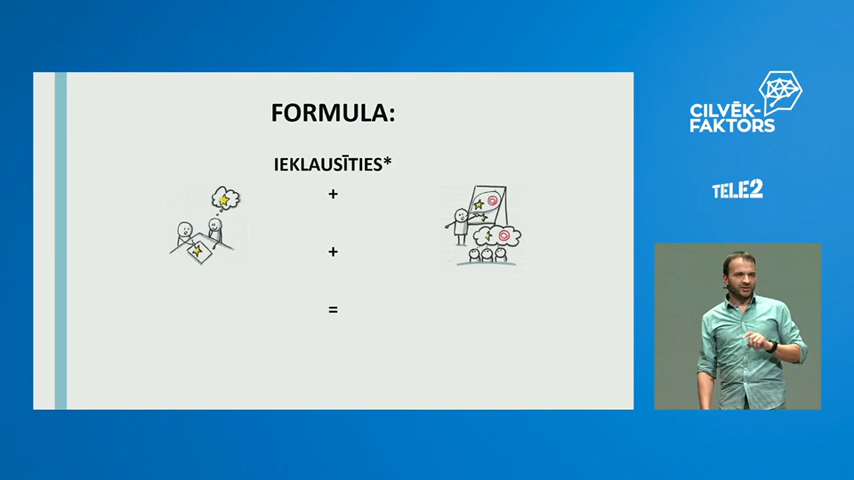 FORMULA:
IEKLAUSĪTIES*
+
+
=
CILVĒK-
FAKTORS
TELE2